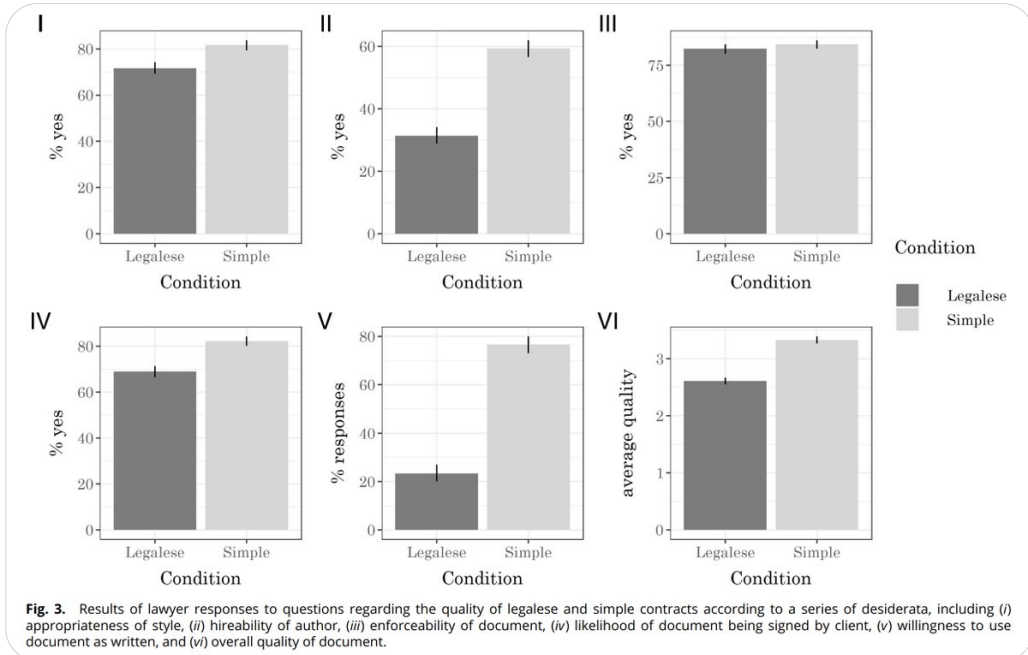 I
80
60
40
20
0
% yes
Legalese Simple
Condition
II
60
40
20
0
% yes
Legalese Simple
Condition
III
75
50
25
0
% yes
Legalese Simple
Condition
Condition
Legalese
Simple
IV
80
60
40
20
0
% yes
Legalese Simple
Condition
V
80
60
40
20
0
% responses
Legalese Simple
Condition
VI
3
2
1
0
average quality
Legalese Simple
Condition
Fig. 3. Results of lawyer responses to questions regarding the quality of legalese and simple contracts according to a series of desiderata, including (i)
appropriateness of style, (ii) hireability of author, (iii) enforceability of document, (iv) likelihood of document being signed by client, (v) willingness to use
document as written, and (vi) overall quality of document.